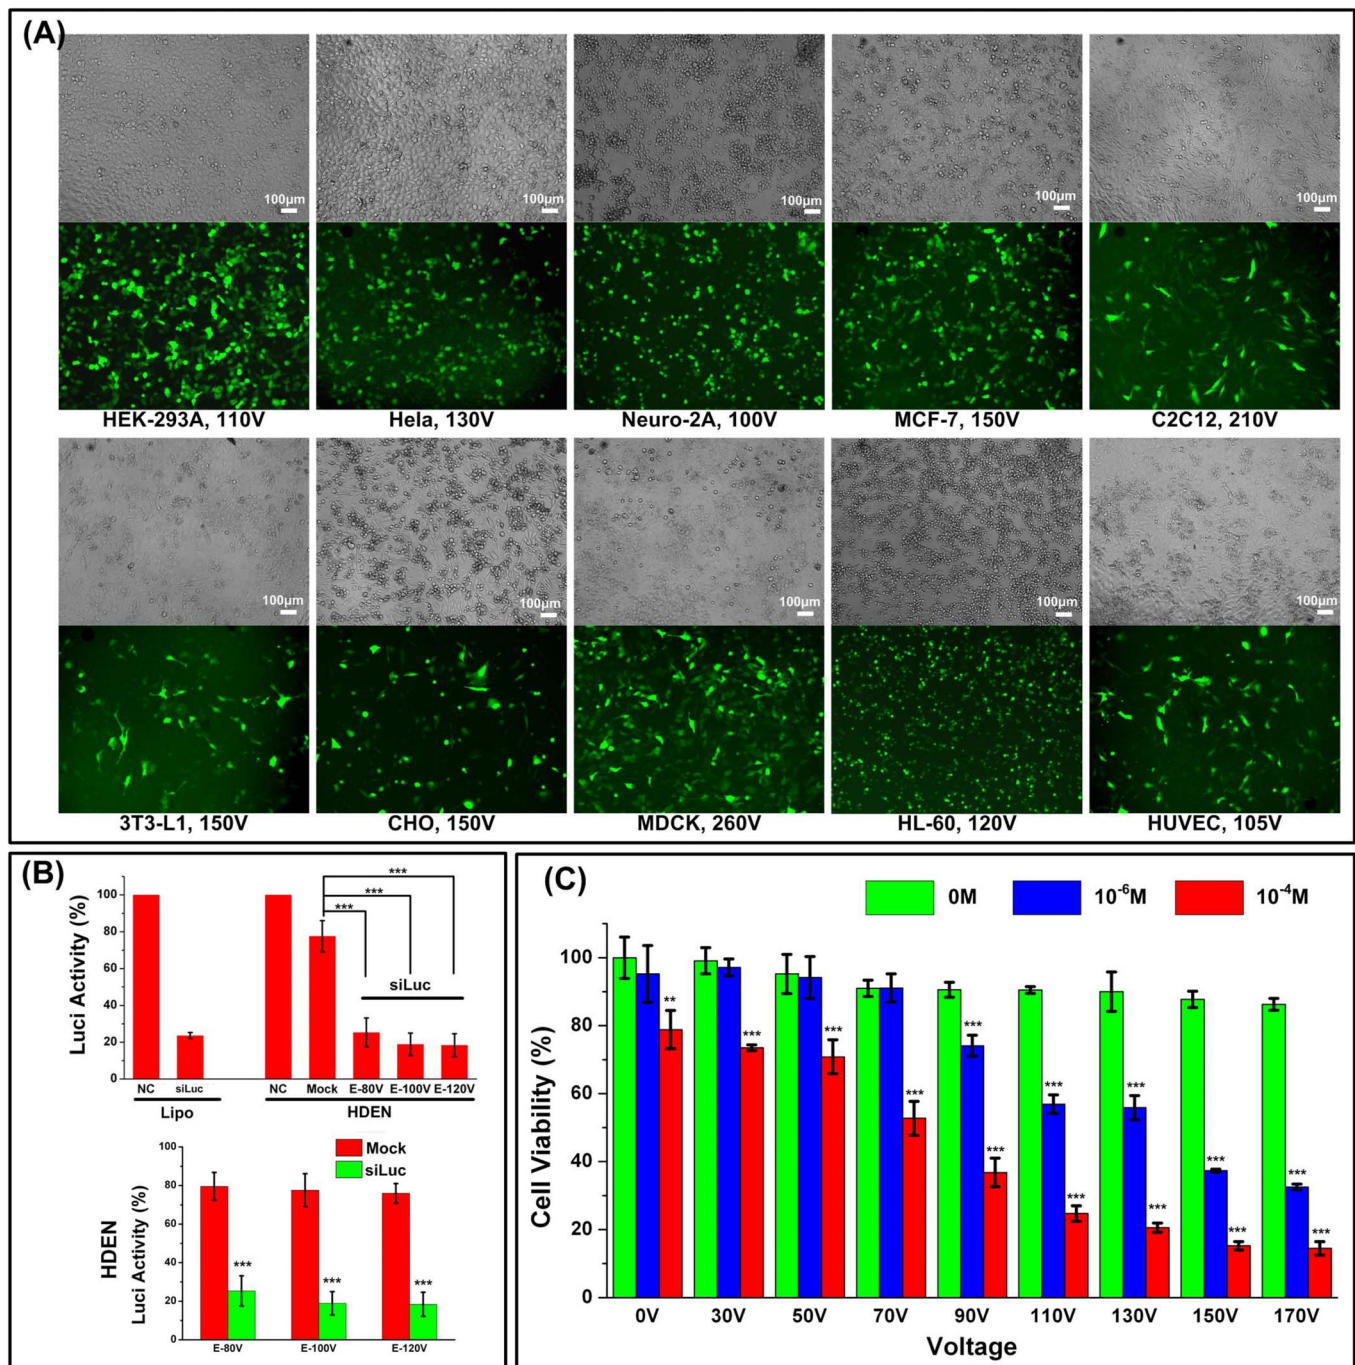 (A)
100μm
100μm
100μm
100μm
100μm
HEK-293A, 110V
Hela, 130V
Neuro-2A, 100V
MCF-7, 150V
C2C12, 210V
100μm
100μm
100μm
100μm
100μm
3T3-L1, 150V
CHO, 150V
MDCK, 260V
HL-60, 120V
HUVEC, 105V
(B)
Luci Activity (%)
100
80
60
40
20
0
***
***
***
siLuc
NC
siLuc
NC
Mock
E-80V
E-100V
E-120V
Lipo
HDEN
HDEN
Luci Activity (%)
100
80
60
40
20
0
Mock
siLuc
***
***
***
E-80V
E-100V
E-120V
(C)
0M
10⁻⁶M
10⁻⁴M
Cell Viability (%)
100
80
60
40
20
0
**
***
***
***
***
***
***
***
***
***
***
***
***
***
0V
30V
50V
70V
90V
110V
130V
150V
170V
Voltage